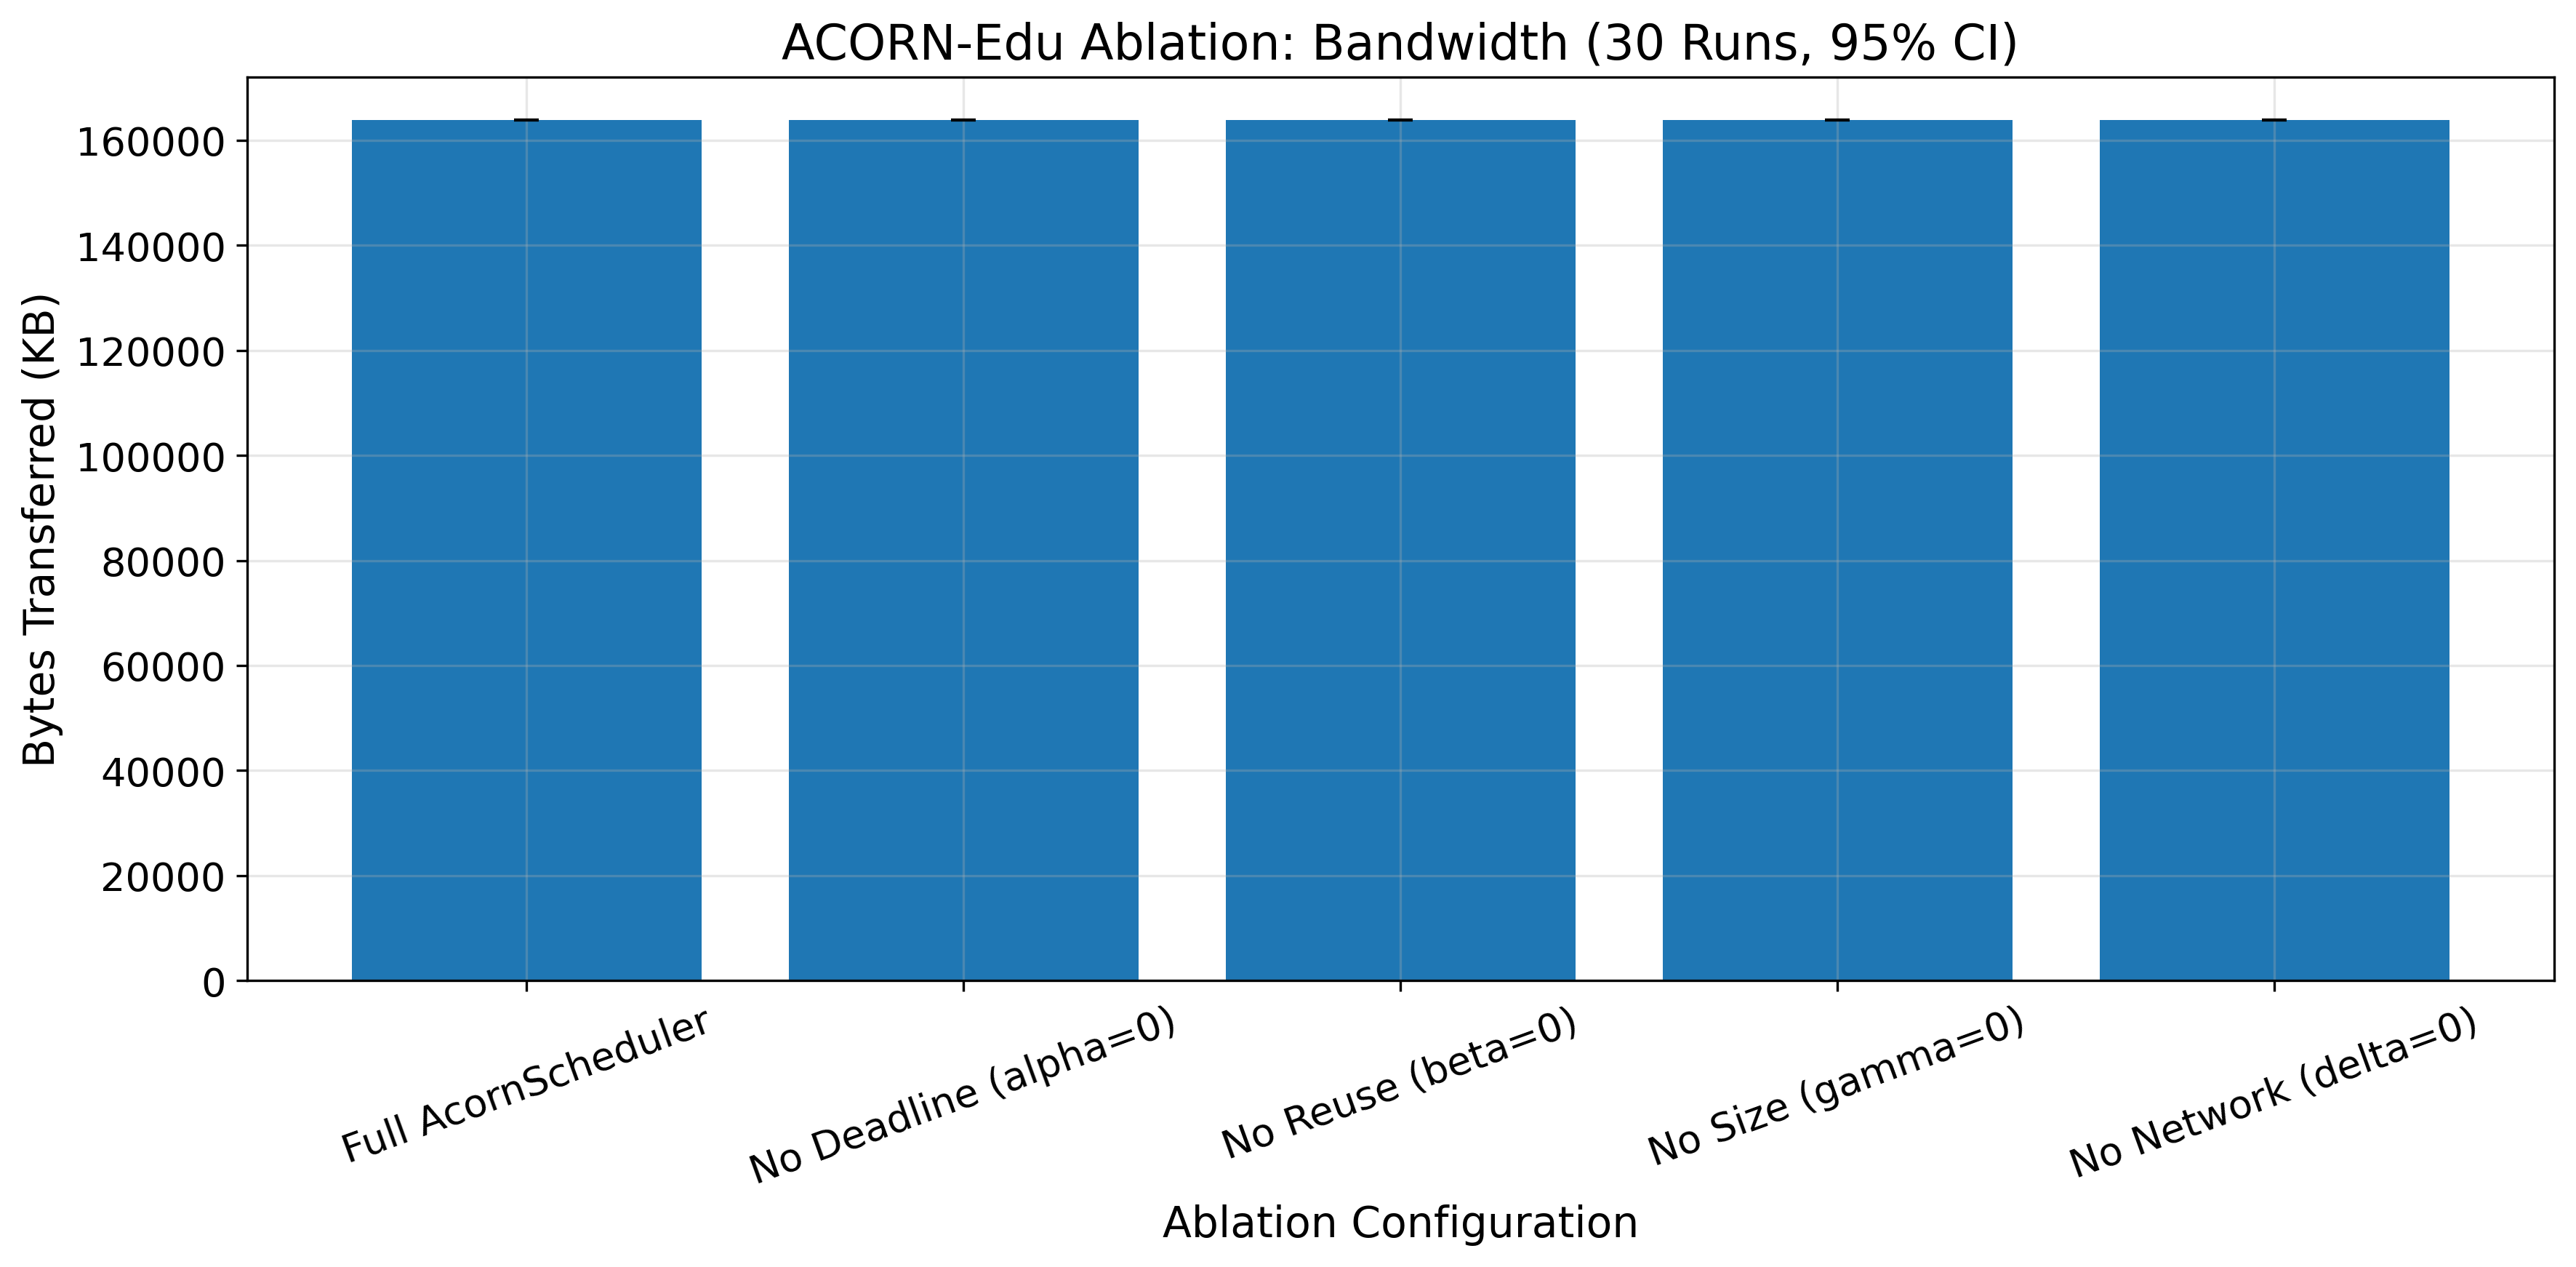 ACORN-Edu Ablation: Bandwidth (30 Runs, 95% CI)
Bytes Transferred (KB)
160000
140000
120000
100000
80000
60000
40000
20000
0
Full AcornScheduler
No Deadline (alpha=0)
No Reuse (beta=0)
No Size (gamma=0)
No Network (delta=0)
Ablation Configuration